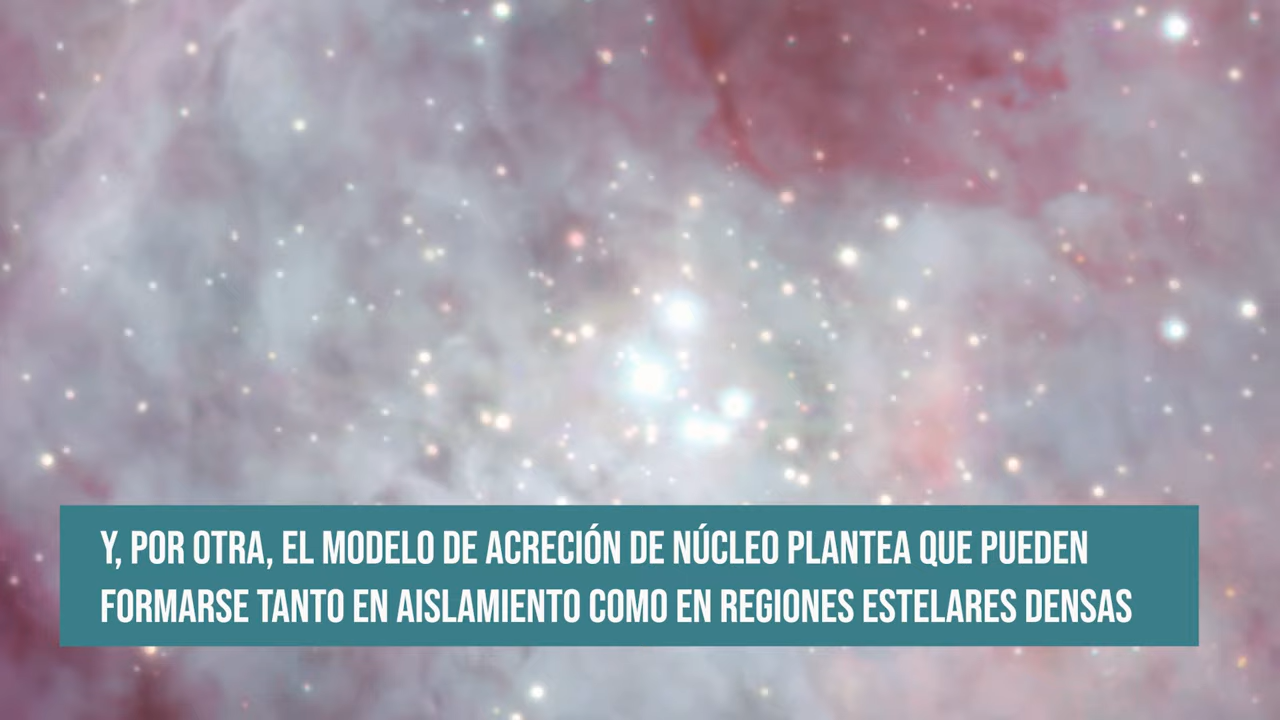 Y, POR OTRA, EL MODELO DE ACRECIÓN DE NÚCLEO PLANTEA QUE PUEDEN
FORMARSE TANTO EN AISLAMIENTO COMO EN REGIONES ESTELARES DENSAS